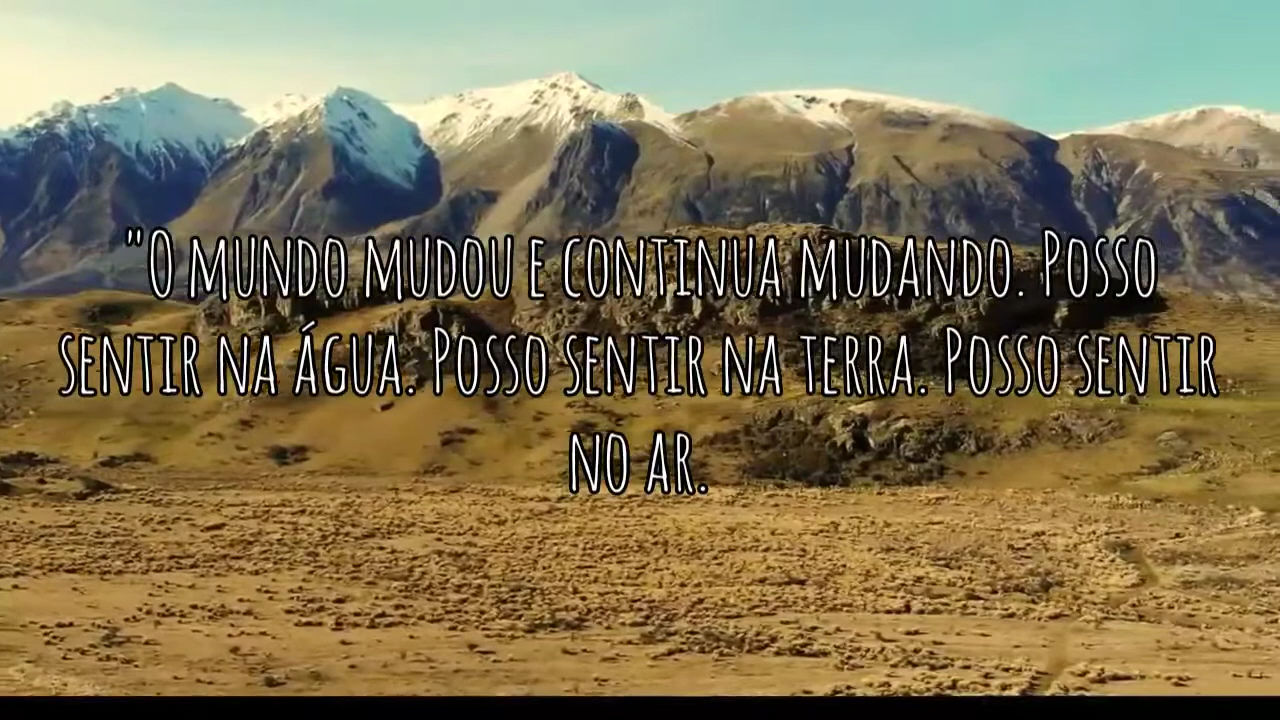 "O mundo mudou e continua mudando. Posso
sentir na água. Posso sentir na terra. Posso sentir
no ar.